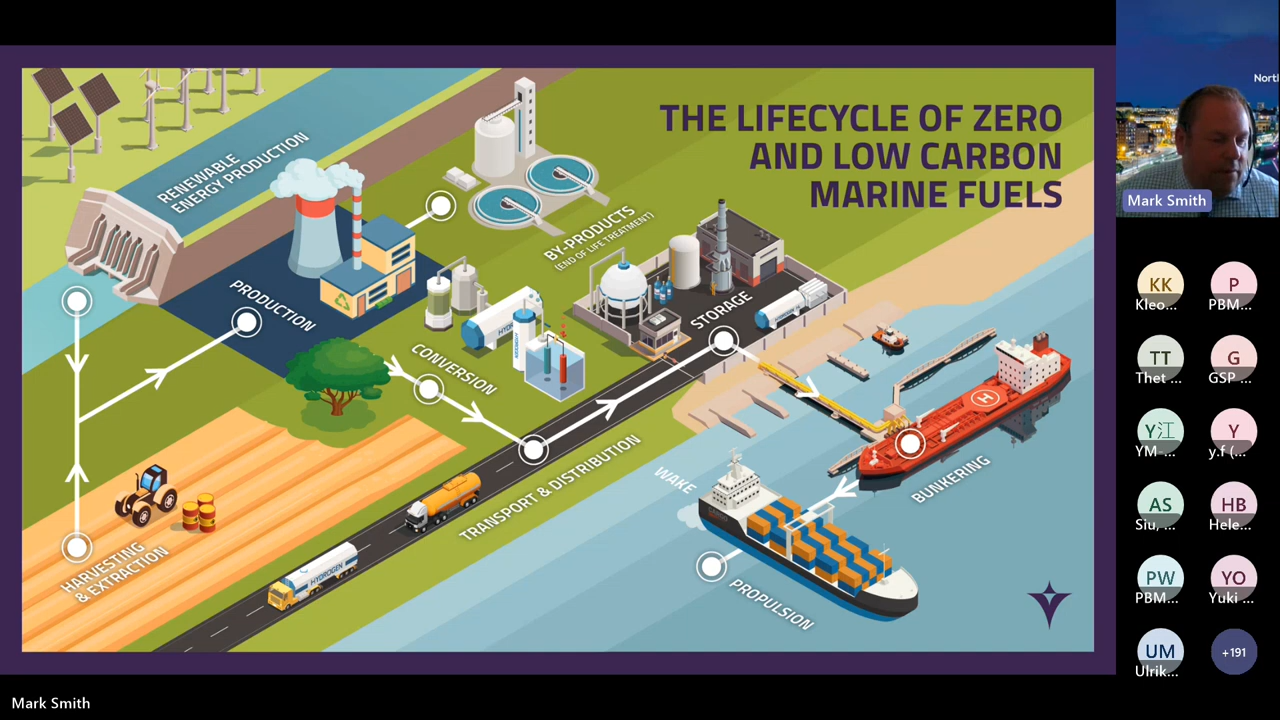 THE LIFECYCLE OF ZERO
AND LOW CARBON
MARINE FUELS
RENEWABLE
ENERGY PRODUCTION
PRODUCTION
BY-PRODUCTS
(END OF LIFE TREATMENT)
CONVERSION
STORAGE
HARVESTING
& EXTRACTION
TRANSPORT & DISTRIBUTION
HYDROGEN
WAKE
BUNKERING
PROPULSION
H
Mark Smith
Mark Smith
KK
Kleo...
P
PBM...
TT
Thet ...
G
GSP ...
Y江
YM-...
Y
y.f (...
AS
Siu, ...
HB
Hele...
PW
PBM...
YO
Yuki ...
UM
Ulrik...
+191